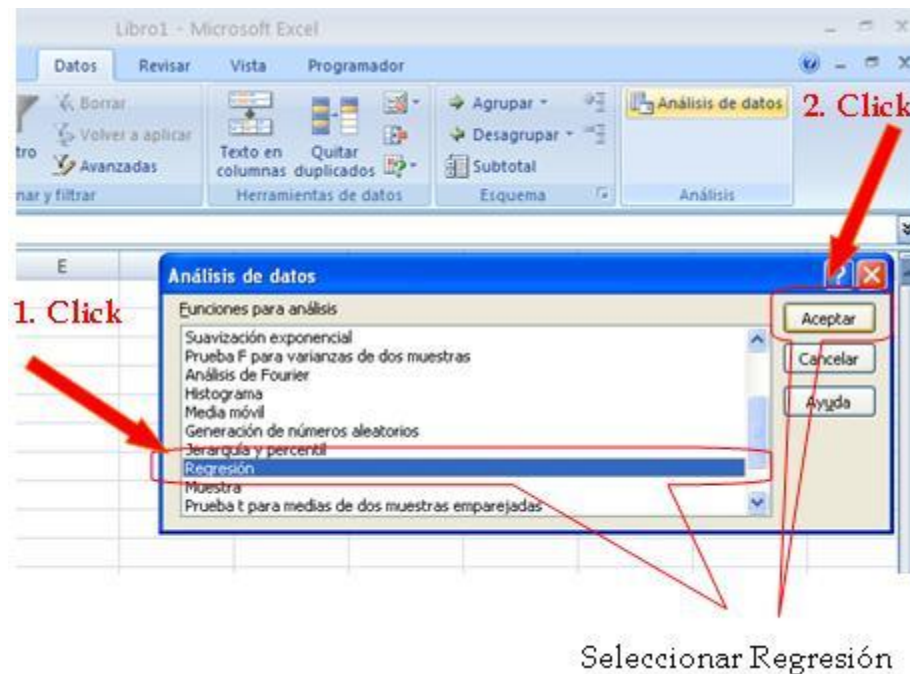 Libro1 - Microsoft Excel
Datos Revisar Vista Programador
Borrar
Volver a aplicar
Avanzadas
Texto en columnas
Quitar duplicados
Agrupar
Desagrupar
Subtotal
Análisis de datos
2. Click
nar y filtrar
Herramientas de datos
Esquema
Análisis
E
1. Click
Análisis de datos
Funciones para análisis
Suavización exponencial
Prueba F para varianzas de dos muestras
Análisis de Fourier
Histograma
Media móvil
Generación de números aleatorios
Jerarquía y percentil
Regresión
Muestra
Prueba t para medias de dos muestras emparejadas
Aceptar
Cancelar
Ayuda
Seleccionar Regresión